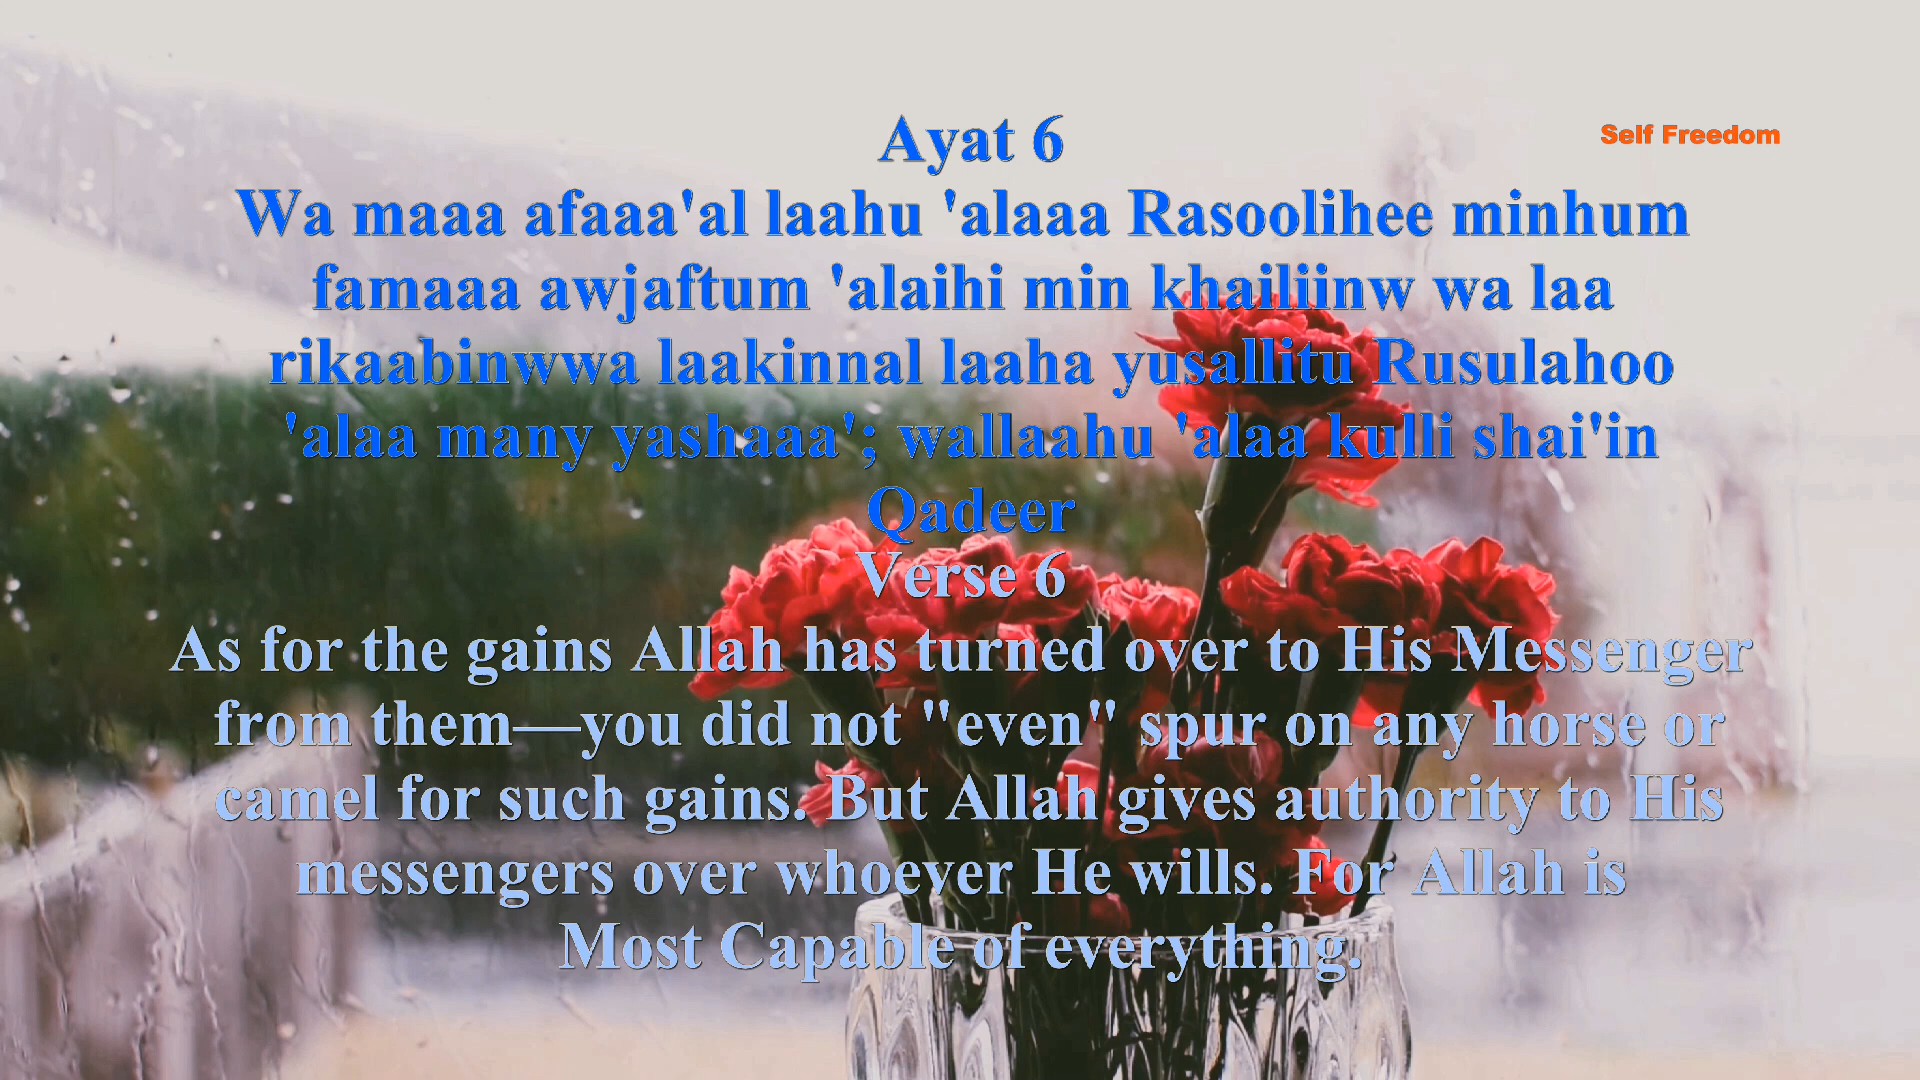 Ayat 6
Self Freedom
Wa maaa afaaa'al laahu 'alaaa Rasoolihee minhum
famaaa awjaftum 'alaihi min khailiinw wa laa
rikaabinwwa laakinnal laaha yusallitu Rusulahoo
'alaa many yashaaa'; wallaahu 'alaa kulli shai'in
Qadeer
Verse 6
As for the gains Allah has turned over to His Messenger
from them—you did not "even" spur on any horse or
camel for such gains. But Allah gives authority to His
messengers over whoever He wills. For Allah is
Most Capable of everything.